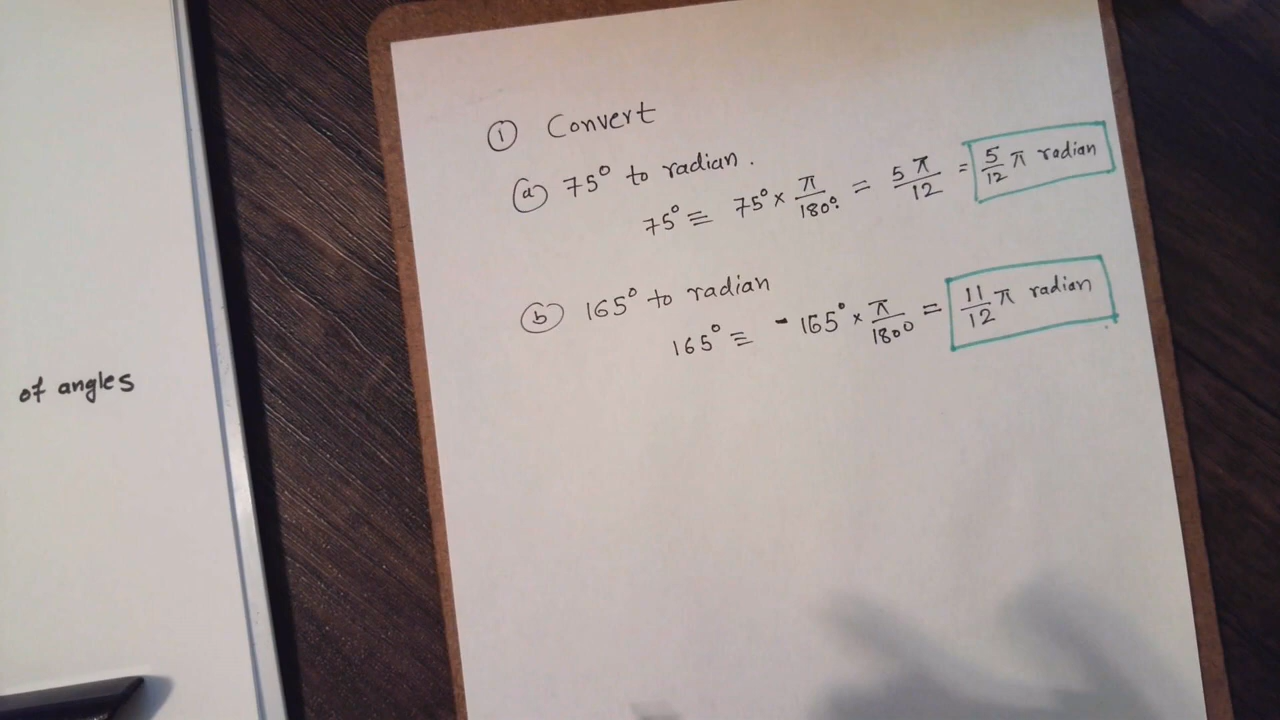 of angles
① Convert
ⓐ 75° to radian.
75° ≡ 75° × π/180° = 5π/12 = 5/12 π radian
ⓑ 165° to radian
165° ≡ - 165° × π/180° = 11/12 π radian